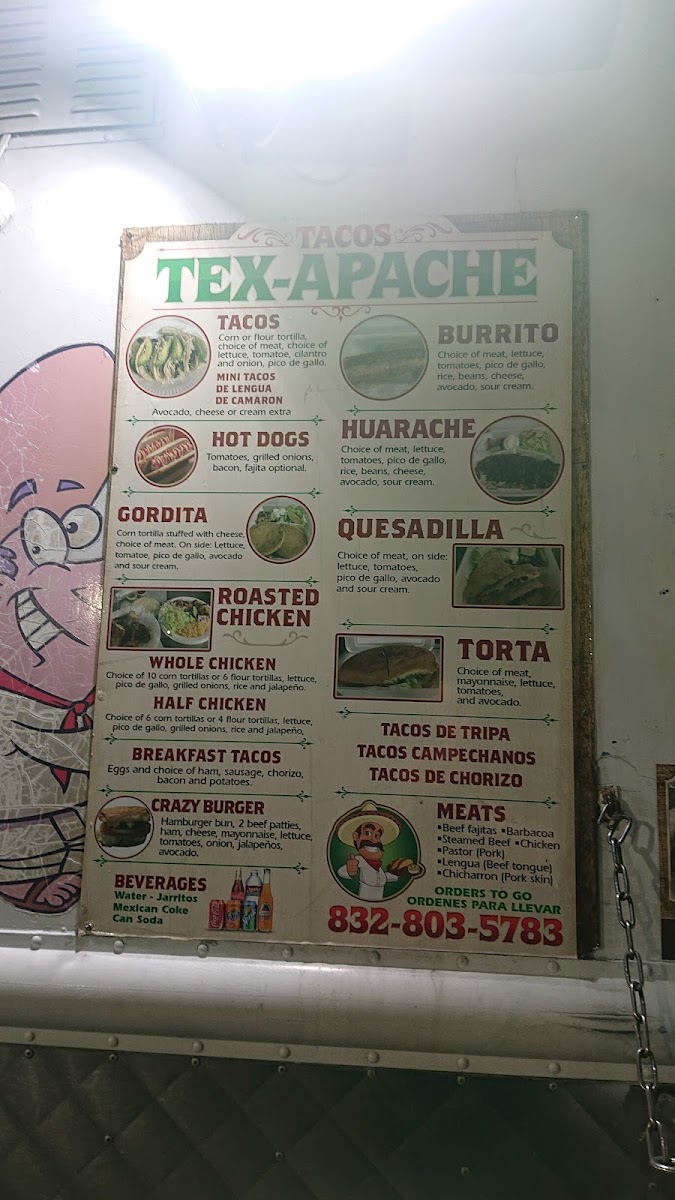 TACOS
TEX-APACHE
TACOS
Corn or flour tortilla,
choice of meat, choice of
lettuce, tomatoe, cilantro
and onion, pico de gallo.
MINI TACOS
DE LENGUA
DE CAMARON
Avocado, cheese or cream extra
HOT DOGS
Tomatoes, grilled onions,
bacon, fajita optional.
GORDITA
Corn tortilla stuffed with cheese,
choice of meat. On side: Lettuce,
tomatoe, pico de gallo, avocado
and sour cream.
ROASTED
CHICKEN
WHOLE CHICKEN
Choice of 10 corn tortillas or 6 flour tortillas, lettuce,
pico de gallo, grilled onions, rice and jalapeño.
HALF CHICKEN
Choice of 6 corn tortillas or 4 flour tortillas, lettuce,
pico de gallo, grilled onions, rice and jalapeño,
BREAKFAST TACOS
Eggs and choice of ham, sausage, chorizo,
bacon and potatoes.
CRAZY BURGER
Hamburger bun, 2 beef patties,
ham, cheese, mayonnaise, lettuce,
tomatoes, onion, jalapeños,
avocado.
BEVERAGES
Water - Jarritos
Mexican Coke
Can Soda
BURRITO
Choice of meat, lettuce,
tomatoes, pico de gallo,
rice, beans, cheese,
avocado, sour cream.
HUARACHE
Choice of meat, lettuce,
tomatoes, pico de gallo,
rice, beans, cheese,
avocado, sour cream.
QUESADILLA
Choice of meat, on side:
lettuce, tomatoes,
pico de gallo, avocado
and sour cream.
TORTA
Choice of meat,
mayonnaise, lettuce,
tomatoes,
and avocado.
TACOS DE TRIPA
TACOS CAMPECHANOS
TACOS DE CHORIZO
MEATS
▪Beef fajitas ▪Barbacoa
▪Steamed Beef ▪Chicken
▪Pastor (Pork)
▪Lengua (Beef tongue)
▪Chicharron (Pork skin)
ORDERS TO GO
ORDENES PARA LLEVAR
832-803-5783